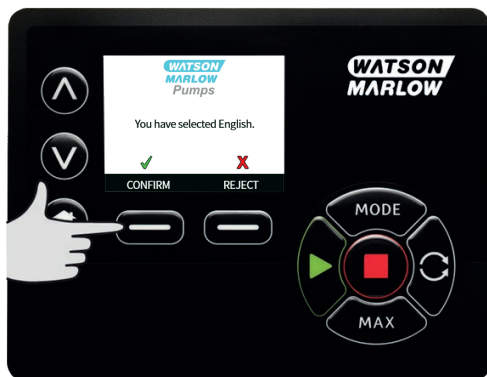 WATSON
MARLOW
Pumps
You have selected English.
CONFIRM
REJECT
WATSON
MARLOW
MODE
MAX